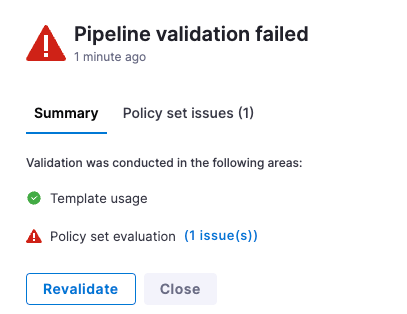 Pipeline validation failed
1 minute ago
Summary Policy set issues (1)
Validation was conducted in the following areas:
Template usage
Policy set evaluation (1 issue(s))
Revalidate Close